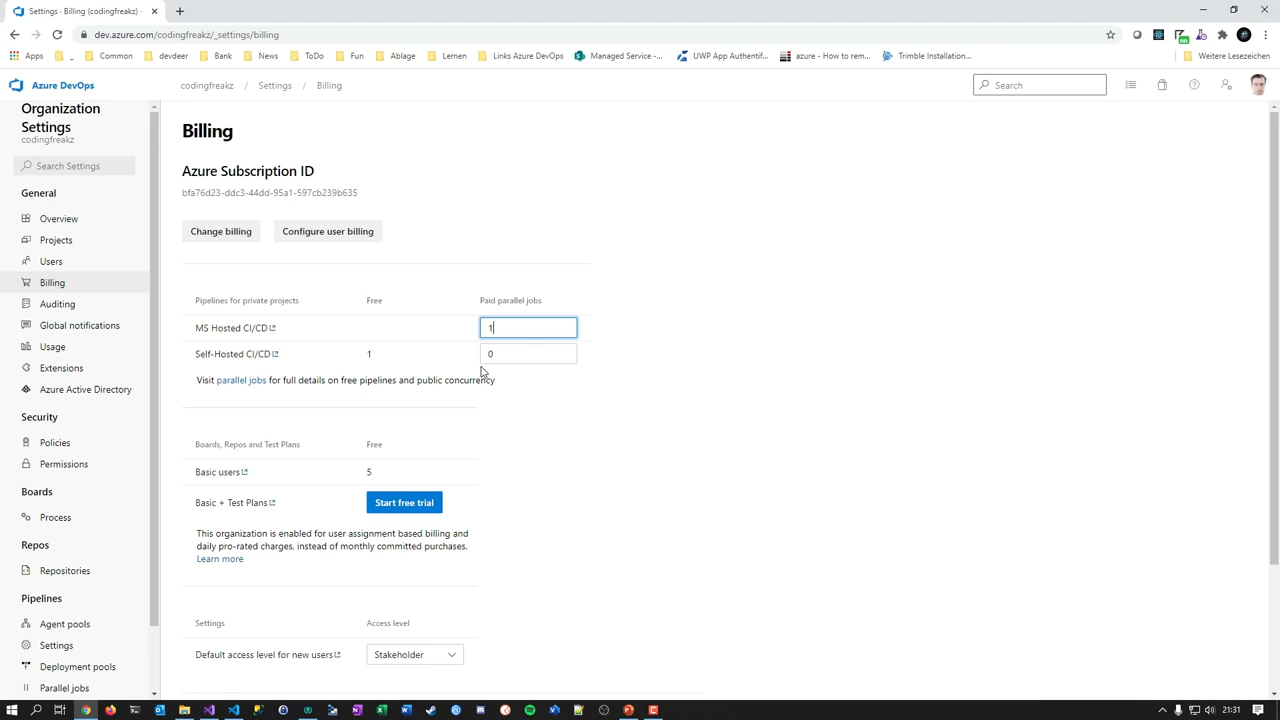 Settings - Billing (codingfreakz) -
dev.azure.com/codingfreakz/_settings/billing
Apps
_
Common
devdeer
Bank
News
ToDo
Fun
Ablage
Lernen
Links Azure DevOps
Managed Service -...
UWP App Authentif...
azure - How to rem...
Trimble Installation...
Weitere Lesezeichen
Azure DevOps
codingfreakz / Settings / Billing
Search
Organization
Settings
codingfreakz
Search Settings
General
Overview
Projects
Users
Billing
Auditing
Global notifications
Usage
Extensions
Azure Active Directory
Security
Policies
Permissions
Boards
Process
Repos
Repositories
Pipelines
Agent pools
Settings
Deployment pools
Parallel jobs
Billing
Azure Subscription ID
bfa76d23-ddc3-44dd-95a1-597cb239b635
Change billing
Configure user billing
Pipelines for private projects Free Paid parallel jobs
MS Hosted CI/CD 1
Self-Hosted CI/CD 1 0
Visit parallel jobs for full details on free pipelines and public concurrency
Boards, Repos and Test Plans Free
Basic users 5
Basic + Test Plans Start free trial
This organization is enabled for user assignment based billing and
daily pro-rated charges, instead of monthly committed purchases.
Learn more
Settings Access level
Default access level for new users Stakeholder
21:31